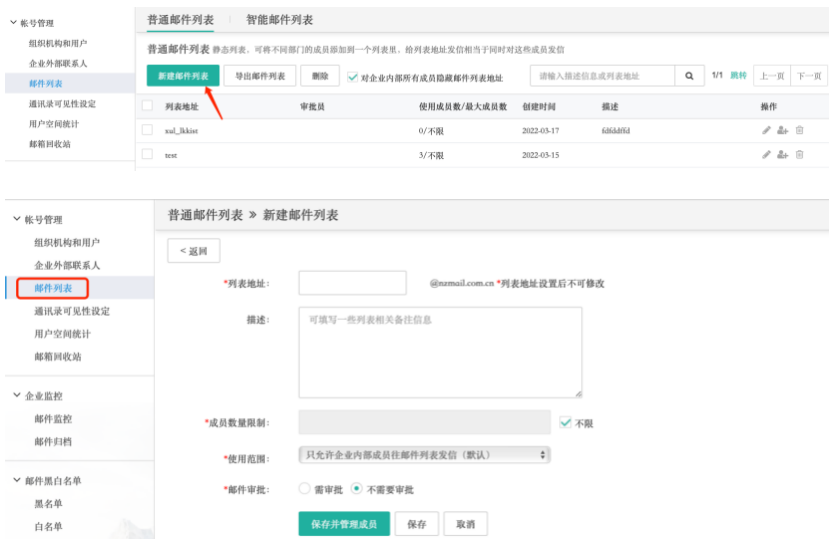 帐号管理
组织机构和用户
企业外部联系人
邮件列表
通讯录可见性设定
用户空间统计
邮箱回收站
普通邮件列表 智能邮件列表
普通邮件列表 静态列表，可将不同部门的成员添加到一个列表里，给列表地址发信相当于同时对这些成员发信
新建邮件列表 导出邮件列表 删除 对企业内部所有成员隐藏邮件列表地址 请输入描述信息或列表地址 1/1 跳转 上一页 下一页
列表地址 审批员 使用成员数/最大成员数 创建时间 描述 操作
xul_lkkist 0/不限 2022-03-17 fdfddffd
test 3/不限 2022-03-15
帐号管理
组织机构和用户
企业外部联系人
邮件列表
通讯录可见性设定
用户空间统计
邮箱回收站
企业监控
邮件监控
邮件归档
邮件黑白名单
黑名单
白名单
普通邮件列表 » 新建邮件列表
< 返回
*列表地址: @nzmail.com.cn *列表地址设置后不可修改
描述: 可填写一些列表相关备注信息
*成员数量限制: 不限
*使用范围: 只允许企业内部成员往邮件列表发信（默认）
*邮件审批: 需审批 不需要审批
保存并管理成员 保存 取消